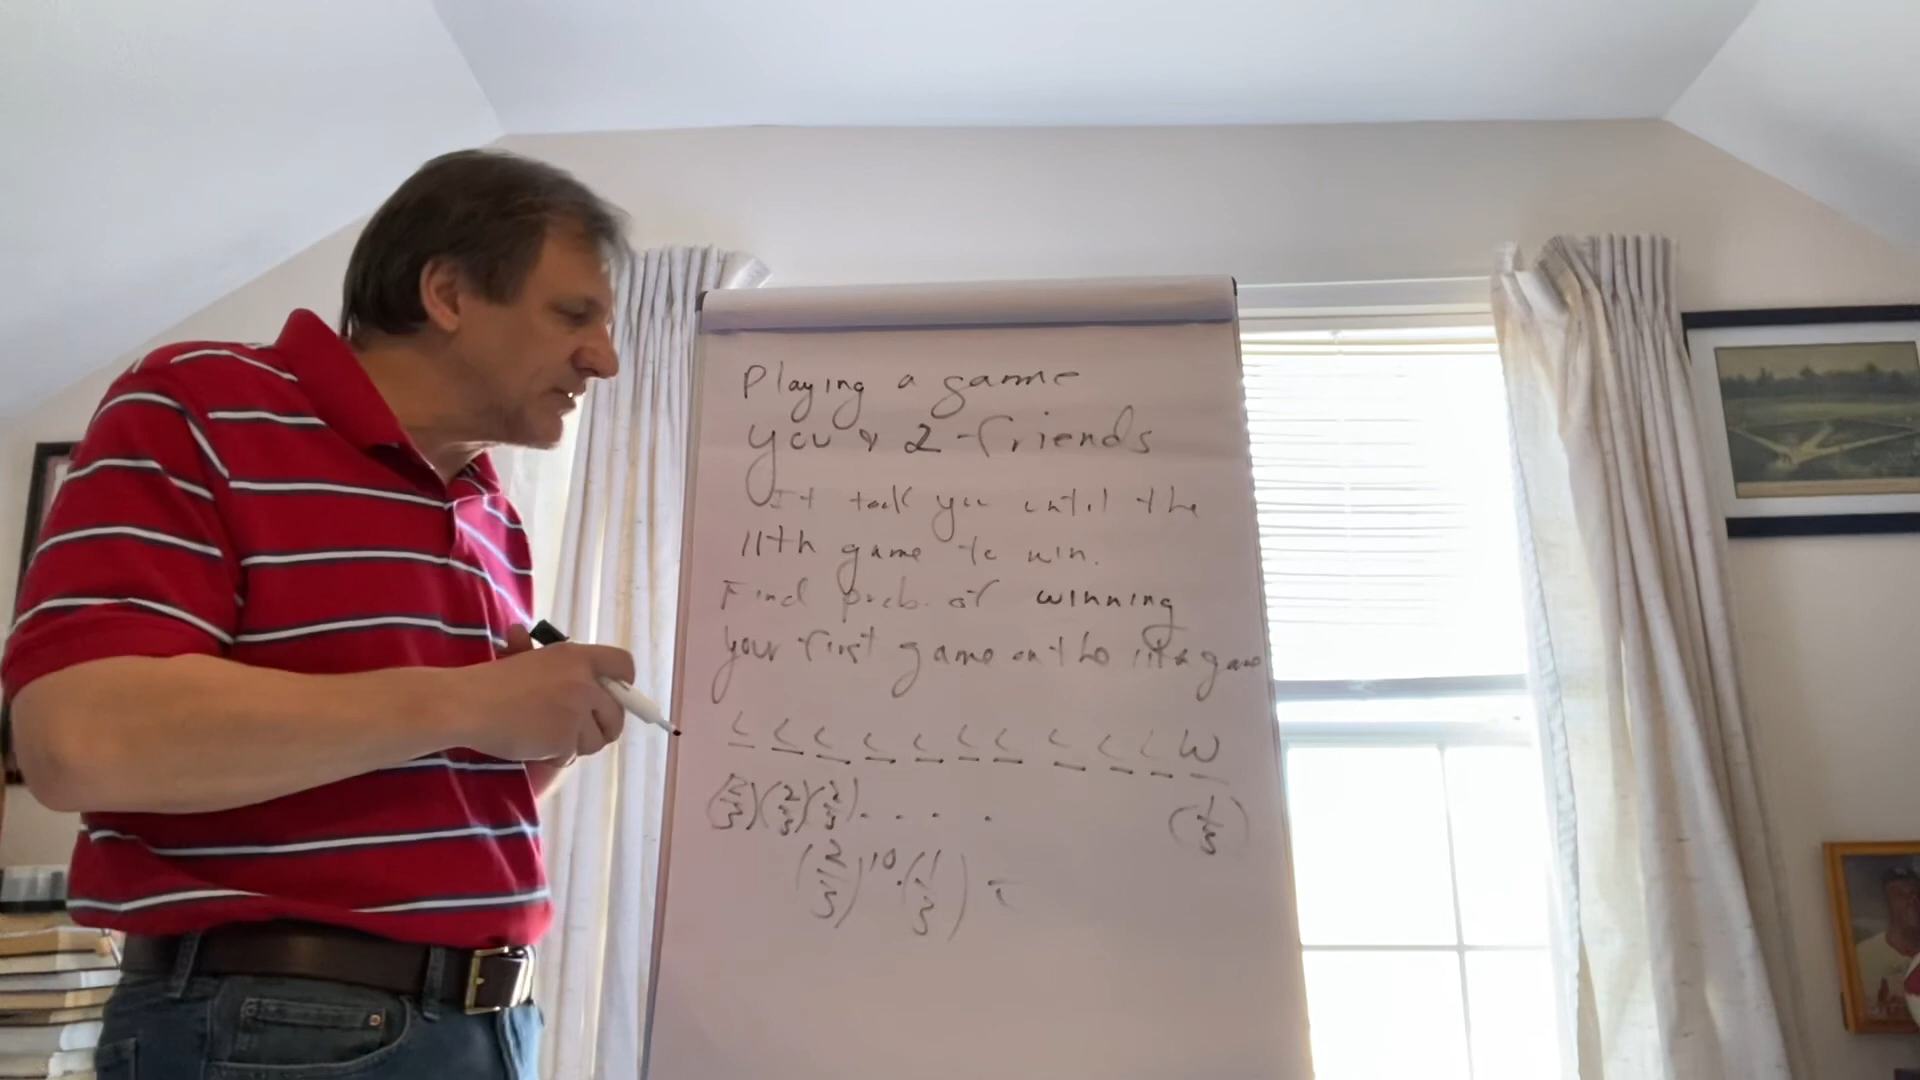 Playing a game
you & 2 friends
It took you until the
11th game to win.
Find prob. of winning
your first game on the 11th game
L L L L L L L L L L W
(2/3)(2/3)(2/3). . . . (1/3)
(2/3)^10 · (1/3) =